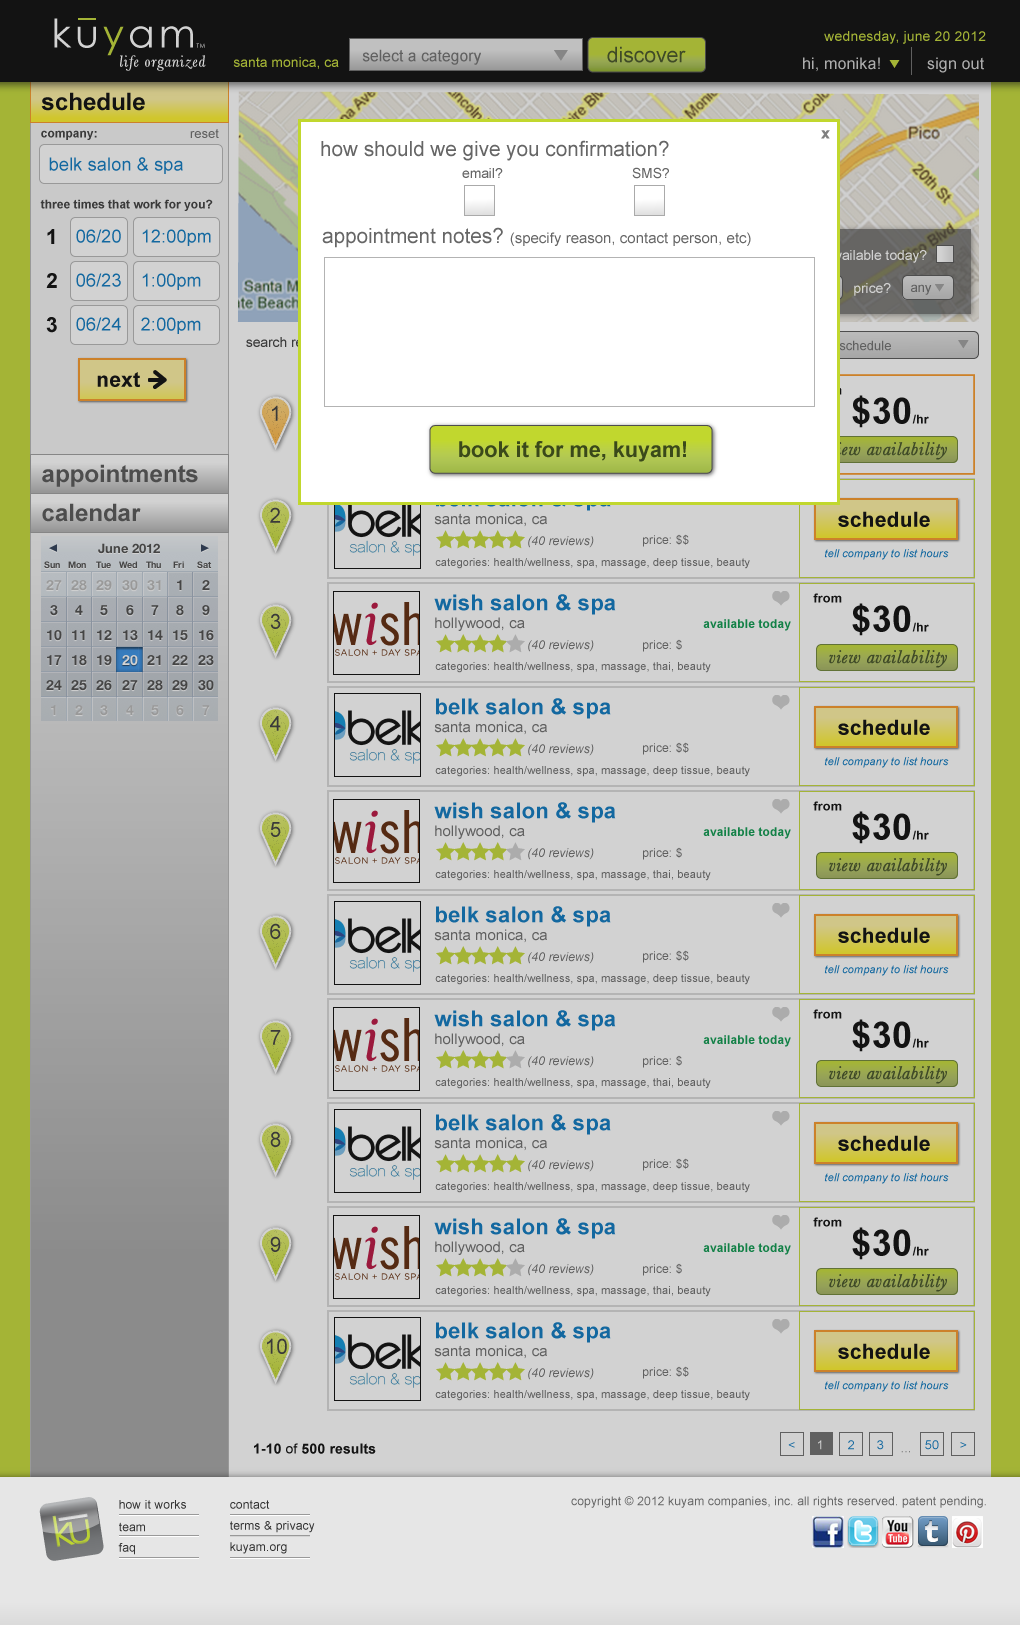 kūyam TM
life organized
santa monica, ca
select a category
discover
wednesday, june 20 2012
hi, monika!
sign out
schedule
company:
reset
belk salon & spa
three times that work for you?
1 06/20 12:00pm
2 06/23 1:00pm
3 06/24 2:00pm
next
appointments
calendar
June 2012
Sun Mon Tue Wed Thu Fri Sat
27 28 29 30 31 1 2
3 4 5 6 7 8 9
10 11 12 13 14 15 16
17 18 19 20 21 22 23
24 25 26 27 28 29 30
1 2 3 4 5 6 7
Pico
20th St
Pico Blvd
Santa M
te Beach
x
how should we give you confirmation?
email? SMS?
appointment notes? (specify reason, contact person, etc)
book it for me, kuyam!
ailable today?
price? any
search re
schedule
1
$30/hr
ew availability
2
belk salon & spa
belk
salon & sp
santa monica, ca
(40 reviews) price: $$
categories: health/wellness, spa, massage, deep tissue, beauty
schedule
tell company to list hours
3
wish
SALON + DAY SPA
wish salon & spa
hollywood, ca
available today
(40 reviews) price: $
categories: health/wellness, spa, massage, thai, beauty
from
$30/hr
view availability
4
belk
salon & sp
belk salon & spa
santa monica, ca
(40 reviews) price: $$
categories: health/wellness, spa, massage, deep tissue, beauty
schedule
tell company to list hours
5
wish
SALON + DAY SPA
wish salon & spa
hollywood, ca
available today
(40 reviews) price: $
categories: health/wellness, spa, massage, thai, beauty
from
$30/hr
view availability
6
belk
salon & sp
belk salon & spa
santa monica, ca
(40 reviews) price: $$
categories: health/wellness, spa, massage, deep tissue, beauty
schedule
tell company to list hours
7
wish
SALON + DAY SPA
wish salon & spa
hollywood, ca
available today
(40 reviews) price: $
categories: health/wellness, spa, massage, thai, beauty
from
$30/hr
view availability
8
belk
salon & sp
belk salon & spa
santa monica, ca
(40 reviews) price: $$
categories: health/wellness, spa, massage, deep tissue, beauty
schedule
tell company to list hours
9
wish
SALON + DAY SPA
wish salon & spa
hollywood, ca
available today
(40 reviews) price: $
categories: health/wellness, spa, massage, thai, beauty
from
$30/hr
view availability
10
belk
salon & sp
belk salon & spa
santa monica, ca
(40 reviews) price: $$
categories: health/wellness, spa, massage, deep tissue, beauty
schedule
tell company to list hours
1-10 of 500 results
< 1 2 3 ... 50 >
kū
how it works
team
faq
contact
terms & privacy
kuyam.org
copyright © 2012 kuyam companies, inc. all rights reserved. patent pending.
f t You Tube t p